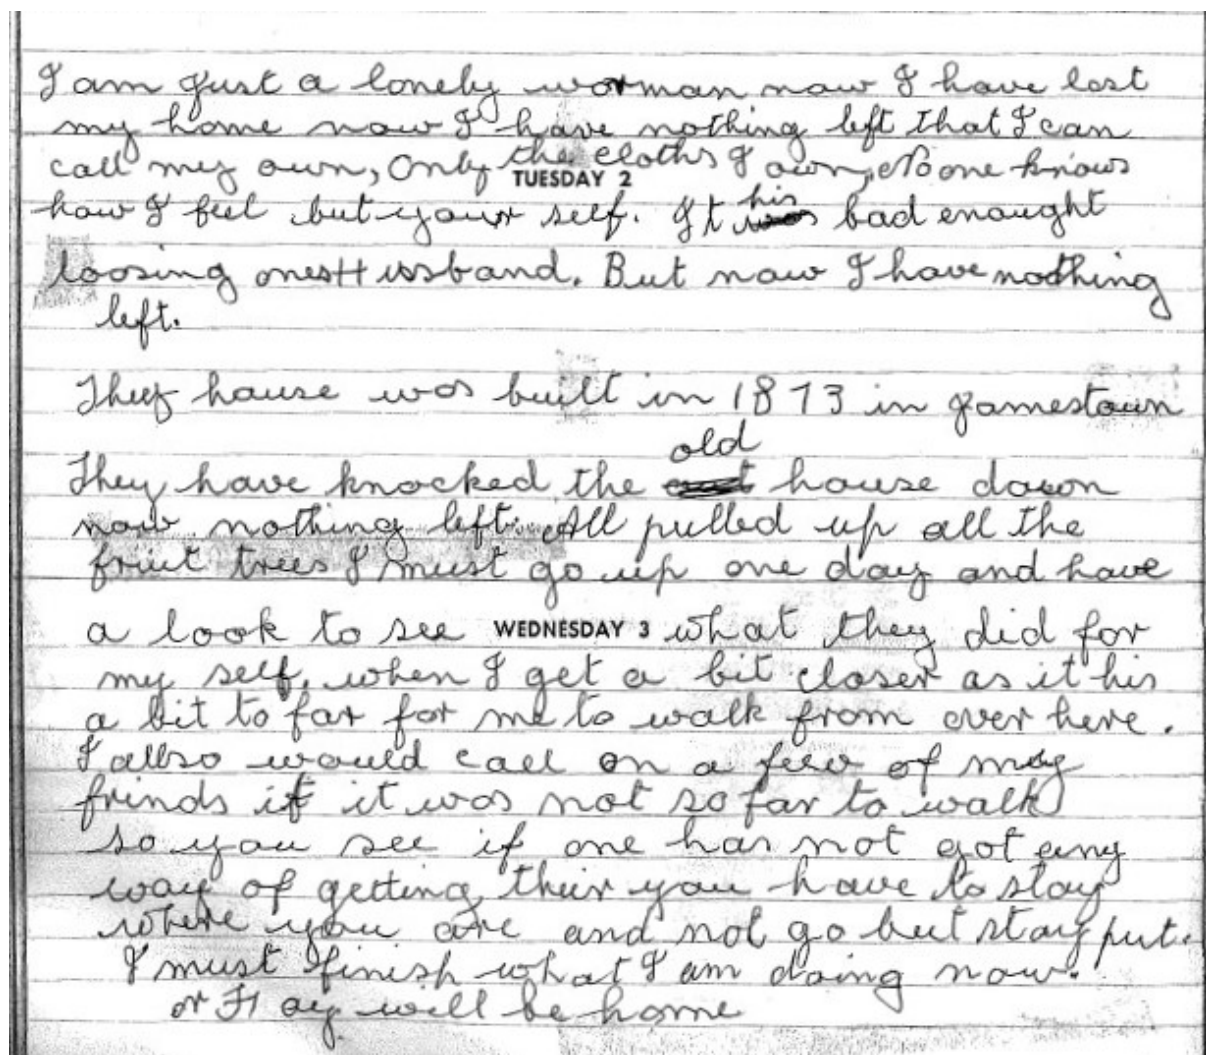 I am just a lonely worman now I have lost
my home now I have nothing left that I can
call my own, Only the cloths I own, No one knows
TUESDAY 2
how I feel but your self. It his bad enought
loosing ones Hussband. But now I have nothing
left.
They hause was built in 1873 in Jamestown
They have knocked the old house down
now nothing left. All pulled up all the
friut trees I must go up one day and have
a look to see WEDNESDAY 3 what they did for
my self, when I get a bit closer as it his
a bit to far for me to walk from over here.
I allso would call on a few of my
frinds if it was not so far to walk
so you see if one has not got any
way of getting their you have to stay
where you are and not go but stay put.
I must finish what I am doing now.
or will be home